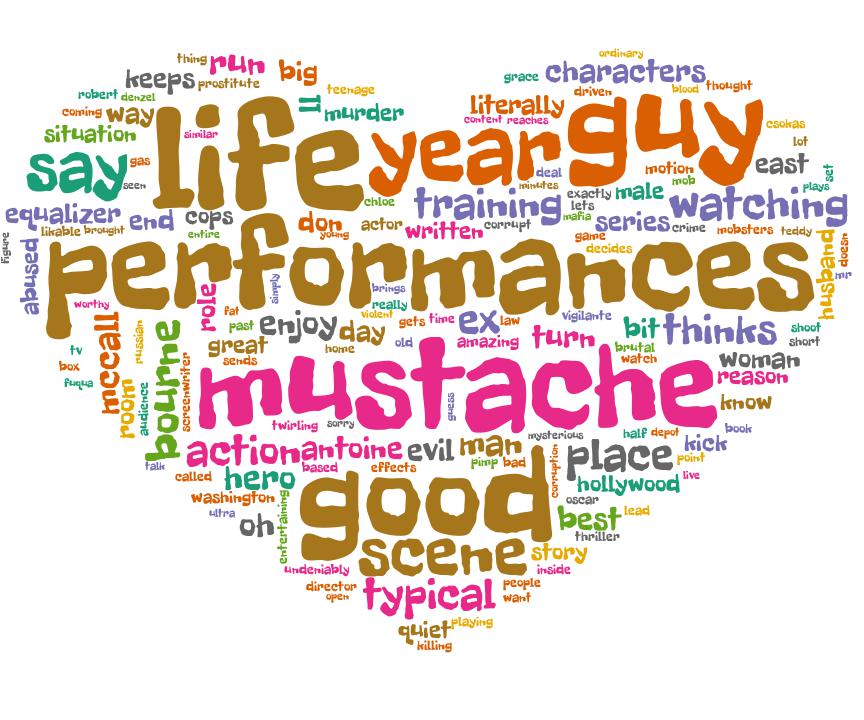 ordinary
thing
run
big
keeps
prostitute
grace
characters
robert
denzel
teenage
driven
blood
thought
coming
way
II
murder
literally
content
reaches
guy
csokas
situation
similar
life
year
lot
say
gas
seen
deal
minutes
motion
mob
east
set
plays
chloe
training
exactly
male
lets
watching
equalizer
end
cops
don
young
actor
written
corrupt
mafia
series
crime
mobsters
teddy
doesn
figure
likable
brought
entire
game
decides
abused
performances
husband
mr
simply
brings
worthy
role
fat
violent
really
past
enjoy
day
gets
time
ex
law
vigilante
bit
thinks
shoot
short
mccall
russian
bourne
great
sends
home
old
amazing
turn
brutal
watch
woman
reason
tv
box
fuqua
room
audience
screenwriter
mustache
guess
know
twirling
sorry
book
action
antoine
evil
man
mysterious
half
depot
kick
talk
called
based
effects
pimp
bad
corruption
place
point
hero
hollywood
live
washington
ultra
oh
entertaining
good
oscar
best
lead
thriller
scene
story
undeniably
inside
director
open
typical
people
want
quiet
playing
killing